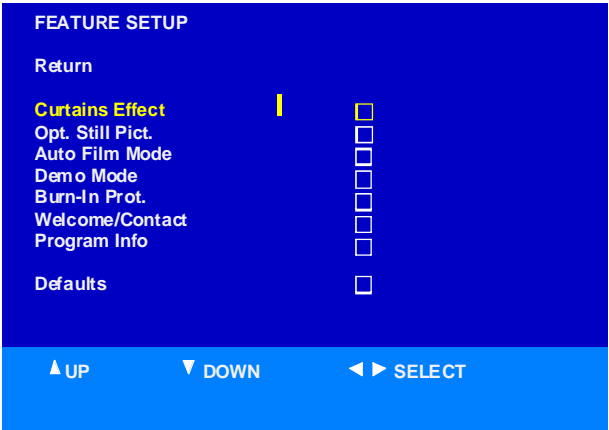 FEATURE SETUP
Return
Curtains Effect
Opt. Still Pict.
Auto Film Mode
Demo Mode
Burn-In Prot.
Welcome/Contact
Program Info
Defaults
UP DOWN SELECT